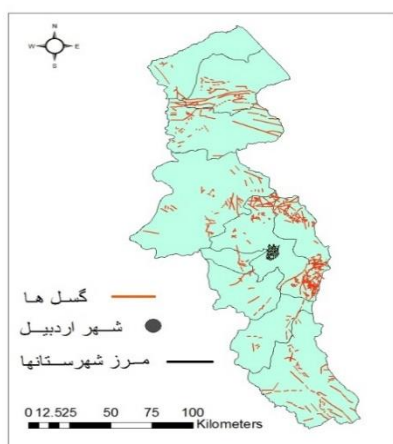 N
W E
S
گسل ها
شهر اردبیل
مرز شهرستانها
0 12.525 50 75 100
Kilometers